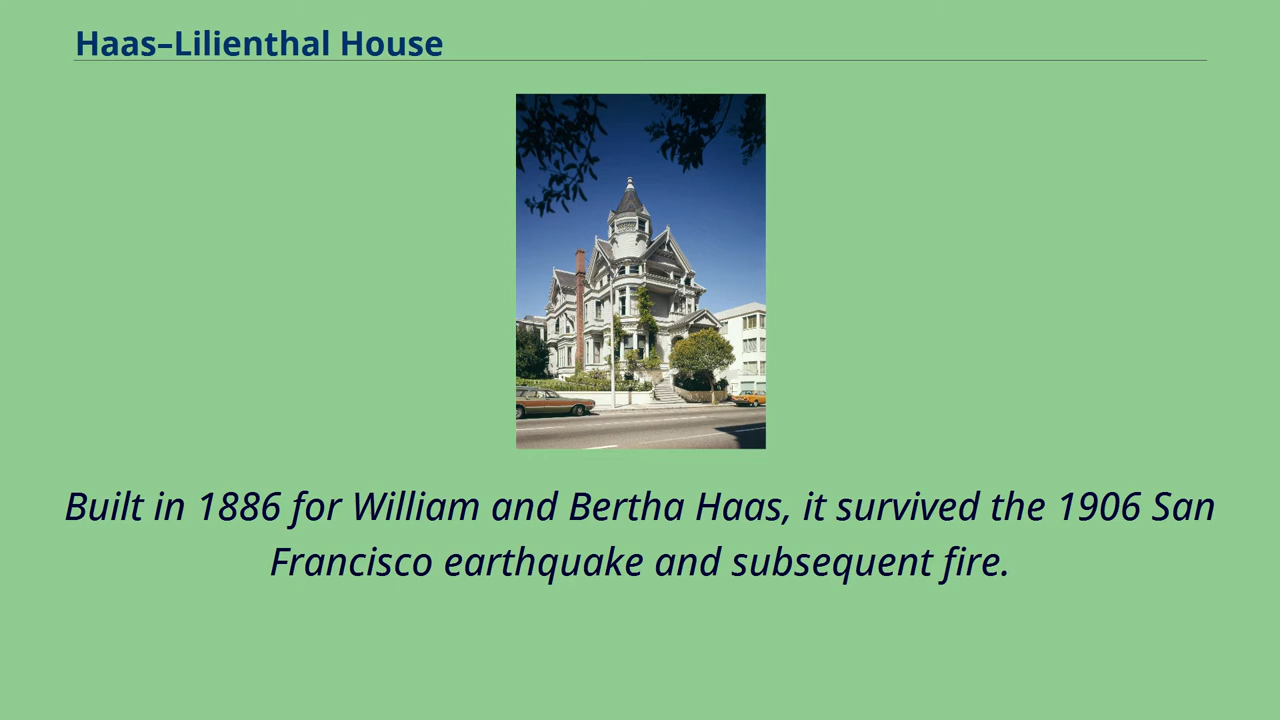 Haas–Lilienthal House
Built in 1886 for William and Bertha Haas, it survived the 1906 San
Francisco earthquake and subsequent fire.